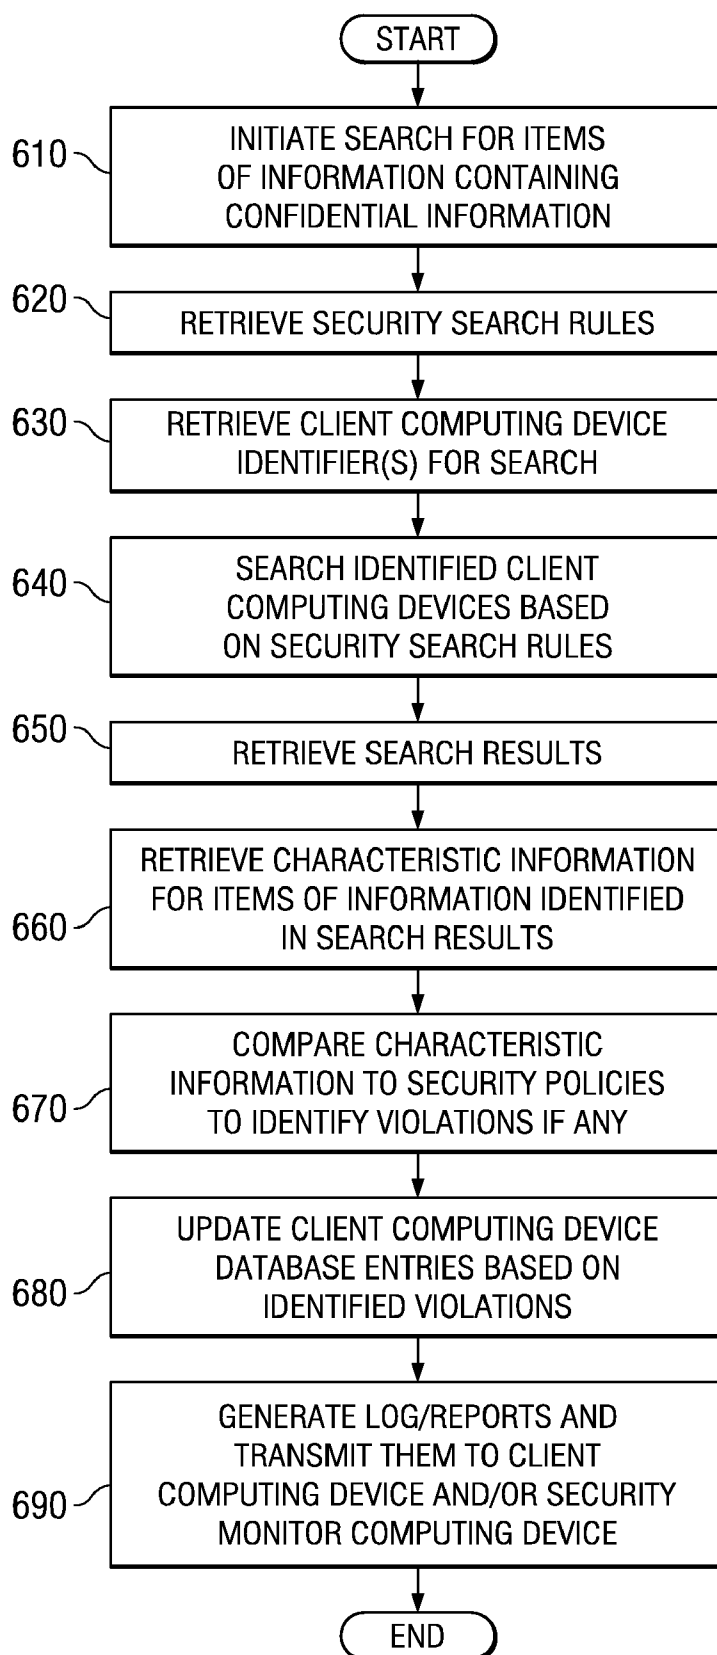 START
610
INITIATE SEARCH FOR ITEMS
OF INFORMATION CONTAINING
CONFIDENTIAL INFORMATION
620
RETRIEVE SECURITY SEARCH RULES
630
RETRIEVE CLIENT COMPUTING DEVICE
IDENTIFIER(S) FOR SEARCH
640
SEARCH IDENTIFIED CLIENT
COMPUTING DEVICES BASED
ON SECURITY SEARCH RULES
650
RETRIEVE SEARCH RESULTS
660
RETRIEVE CHARACTERISTIC INFORMATION
FOR ITEMS OF INFORMATION IDENTIFIED
IN SEARCH RESULTS
670
COMPARE CHARACTERISTIC
INFORMATION TO SECURITY POLICIES
TO IDENTIFY VIOLATIONS IF ANY
680
UPDATE CLIENT COMPUTING DEVICE
DATABASE ENTRIES BASED ON
IDENTIFIED VIOLATIONS
690
GENERATE LOG/REPORTS AND
TRANSMIT THEM TO CLIENT
COMPUTING DEVICE AND/OR SECURITY
MONITOR COMPUTING DEVICE
END